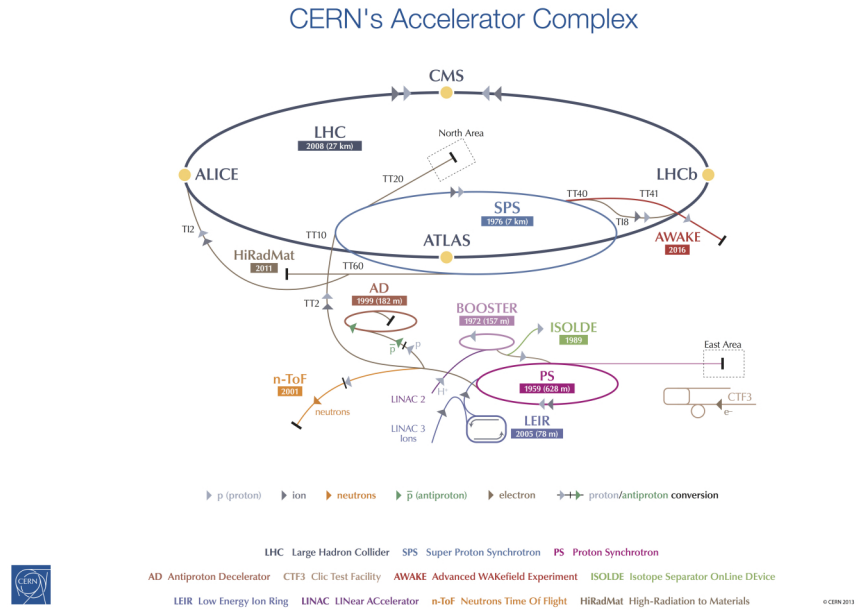 CERN's Accelerator Complex
CMS
LHC
2008 (27 km)
North Area
ALICE
LHCb
TT20
TT40
TT41
SPS
1976 (7 km)
TI2
TT10
TI8
ATLAS
AWAKE
2016
HiRadMat
2011
TT60
AD
1999 (182 m)
TT2
BOOSTER
1972 (157 m)
ISOLDE
1989
p̅
p
East Area
n-ToF
2001
PS
1959 (628 m)
H⁺
LINAC 2
neutrons
CTF3
e–
LEIR
2005 (78 m)
LINAC 3
Ions
p (proton) ion neutrons p̅ (antiproton) electron proton/antiproton conversion
LHC Large Hadron Collider SPS Super Proton Synchrotron PS Proton Synchrotron
AD Antiproton Decelerator CTF3 Clic Test Facility AWAKE Advanced WAKefield Experiment ISOLDE Isotope Separator OnLine DEvice
LEIR Low Energy Ion Ring LINAC LINear ACcelerator n-ToF Neutrons Time Of Flight HiRadMat High-Radiation to Materials
CERN
© CERN 2013